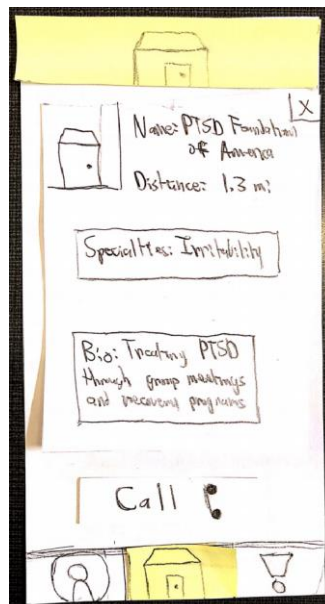 X
Name: PTSD Foundation
of America
Distance: 1.3 mi
Specialties: Irritability
Bio: Treating PTSD
through group meetings
and recovery programs
Call